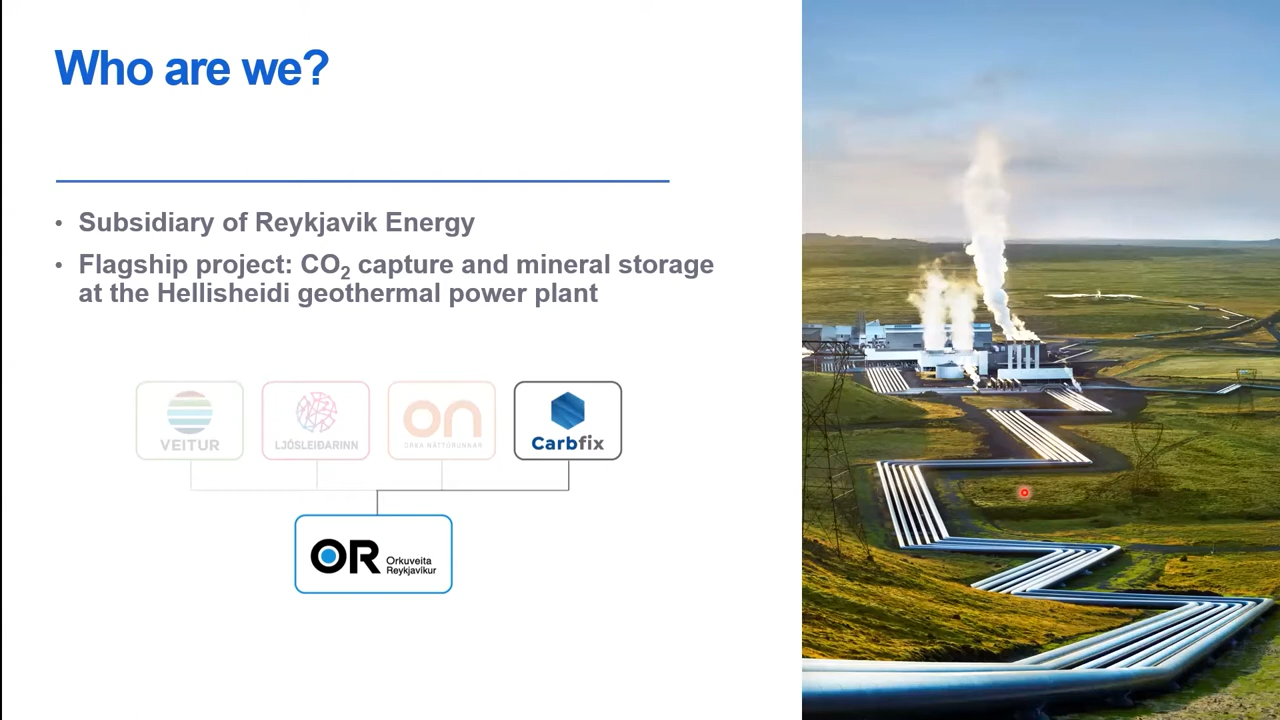 Who are we?
• Subsidiary of Reykjavik Energy
• Flagship project: CO₂ capture and mineral storage
at the Hellisheidi geothermal power plant
VEITUR
LJÓSLEIÐARINN
on
ORKA NÁTTÚRUNNAR
Carbfix
OR
Orkuveita
Reykjavíkur